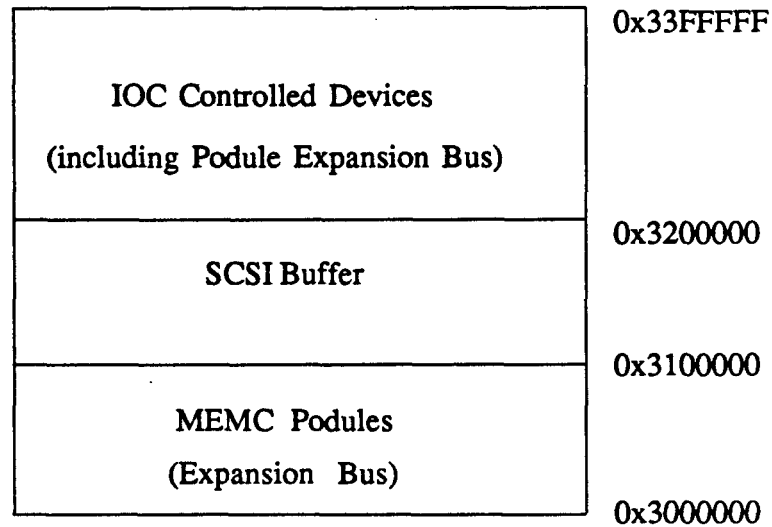 0x33FFFFF
IOC Controlled Devices
(including Podule Expansion Bus)
0x3200000
SCSI Buffer
0x3100000
MEMC Podules
(Expansion Bus)
0x3000000